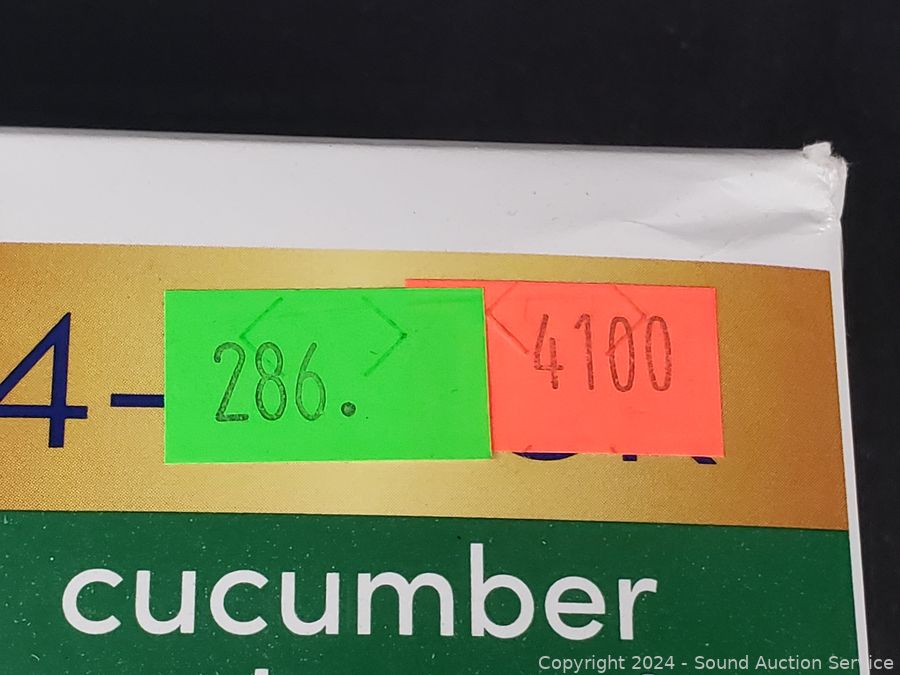 4-
286.
4100
cucumber
Copyright 2024 - Sound Auction Service